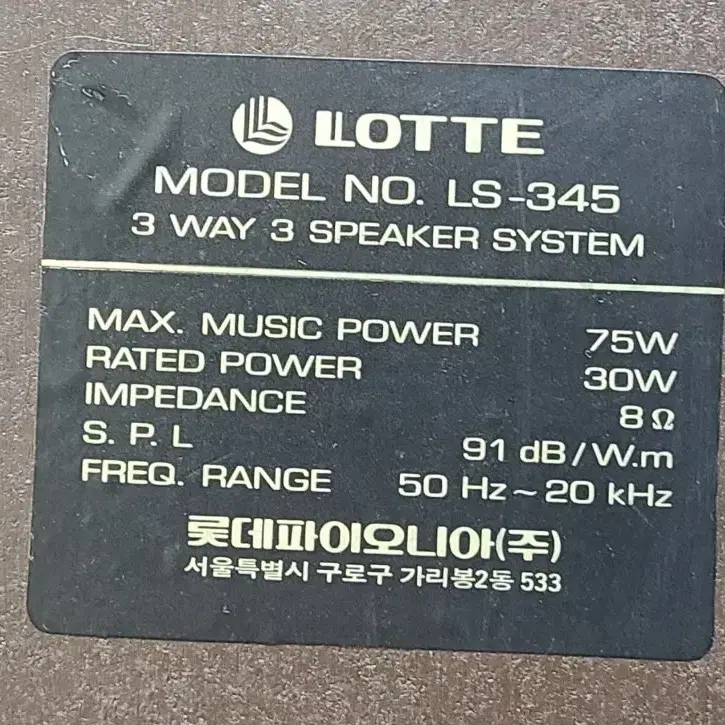 LOTTE
MODEL NO. LS-345
3 WAY 3 SPEAKER SYSTEM
MAX. MUSIC POWER 75W
RATED POWER 30W
IMPEDANCE 8Ω
S. P. L 91 dB/W.m
FREQ. RANGE 50 Hz~20 kHz
롯데파이오니아(주)
서울특별시 구로구 가리봉2동 533